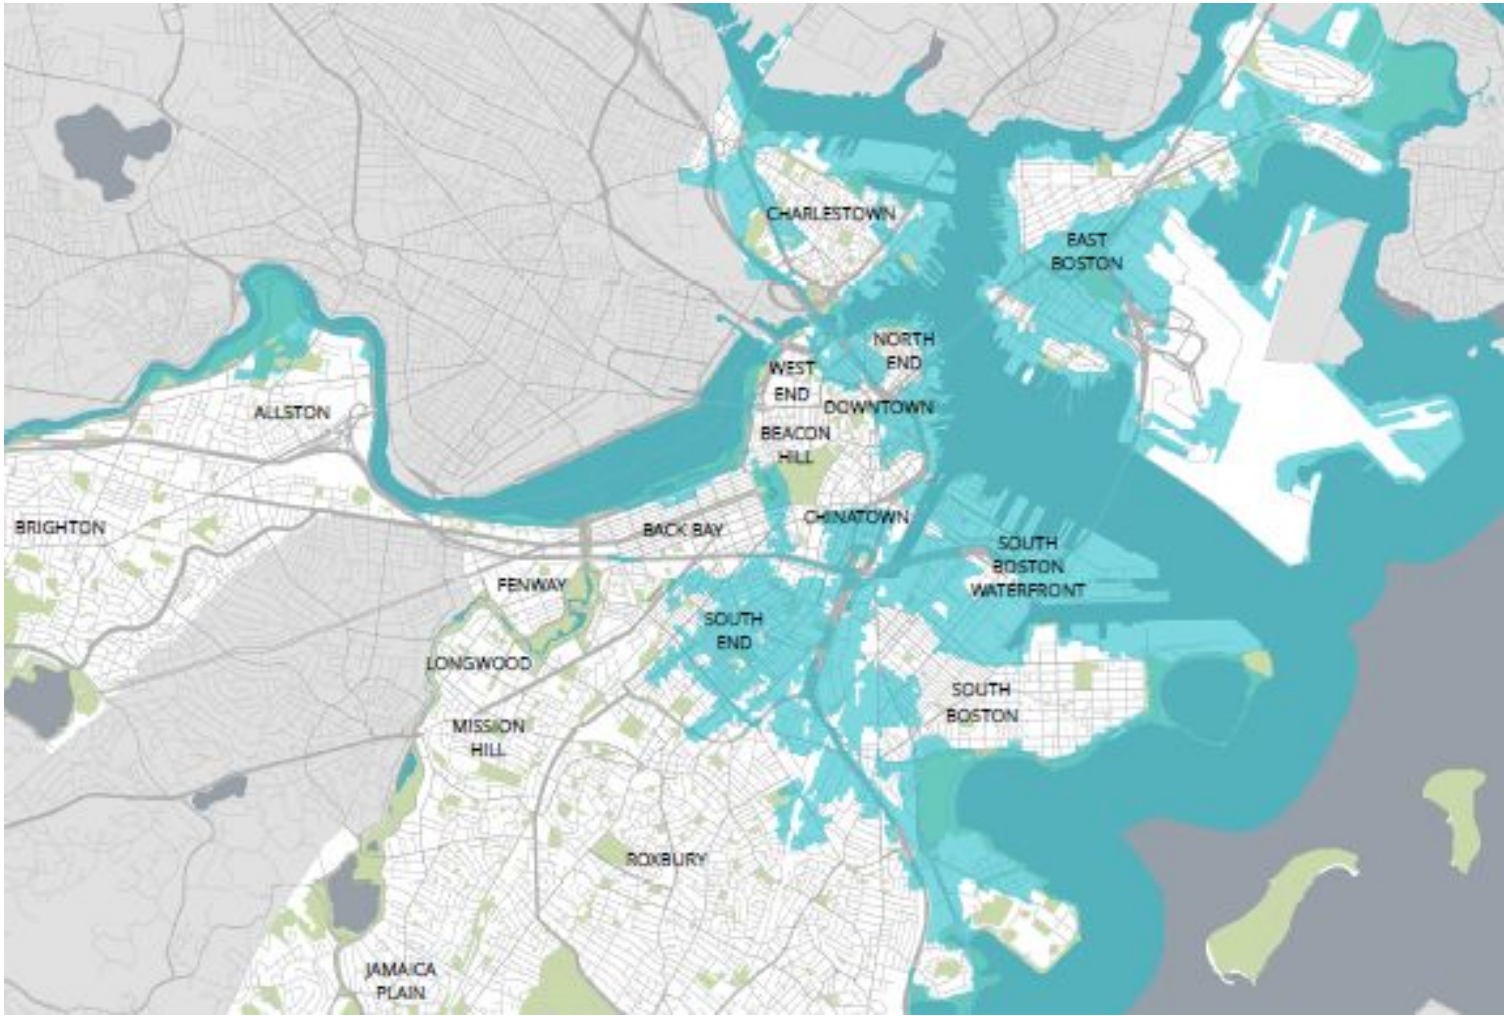 CHARLESTOWN
EAST
BOSTON
NORTH
END
WEST
END
DOWNTOWN
ALLSTON
BEACON
HILL
BRIGHTON
BACK BAY
CHINATOWN
SOUTH
BOSTON
WATERFRONT
FENWAY
SOUTH
END
LONGWOOD
SOUTH
BOSTON
MISSION
HILL
ROXBURY
JAMAICA
PLAIN